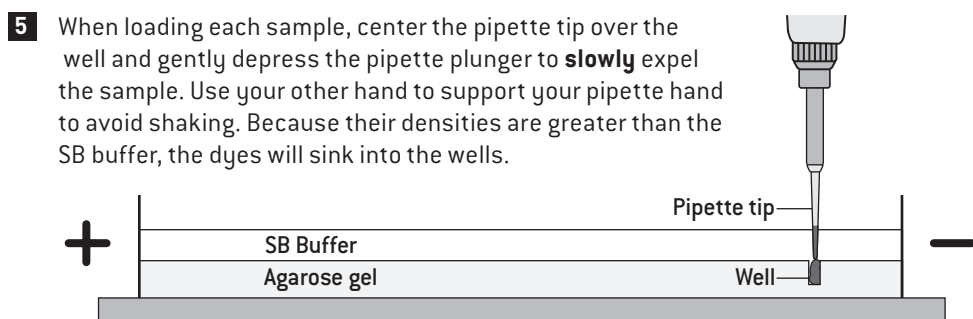 5 When loading each sample, center the pipette tip over the
well and gently depress the pipette plunger to slowly expel
the sample. Use your other hand to support your pipette hand
to avoid shaking. Because their densities are greater than the
SB buffer, the dyes will sink into the wells.
Pipette tip
+ SB Buffer −
Agarose gel Well